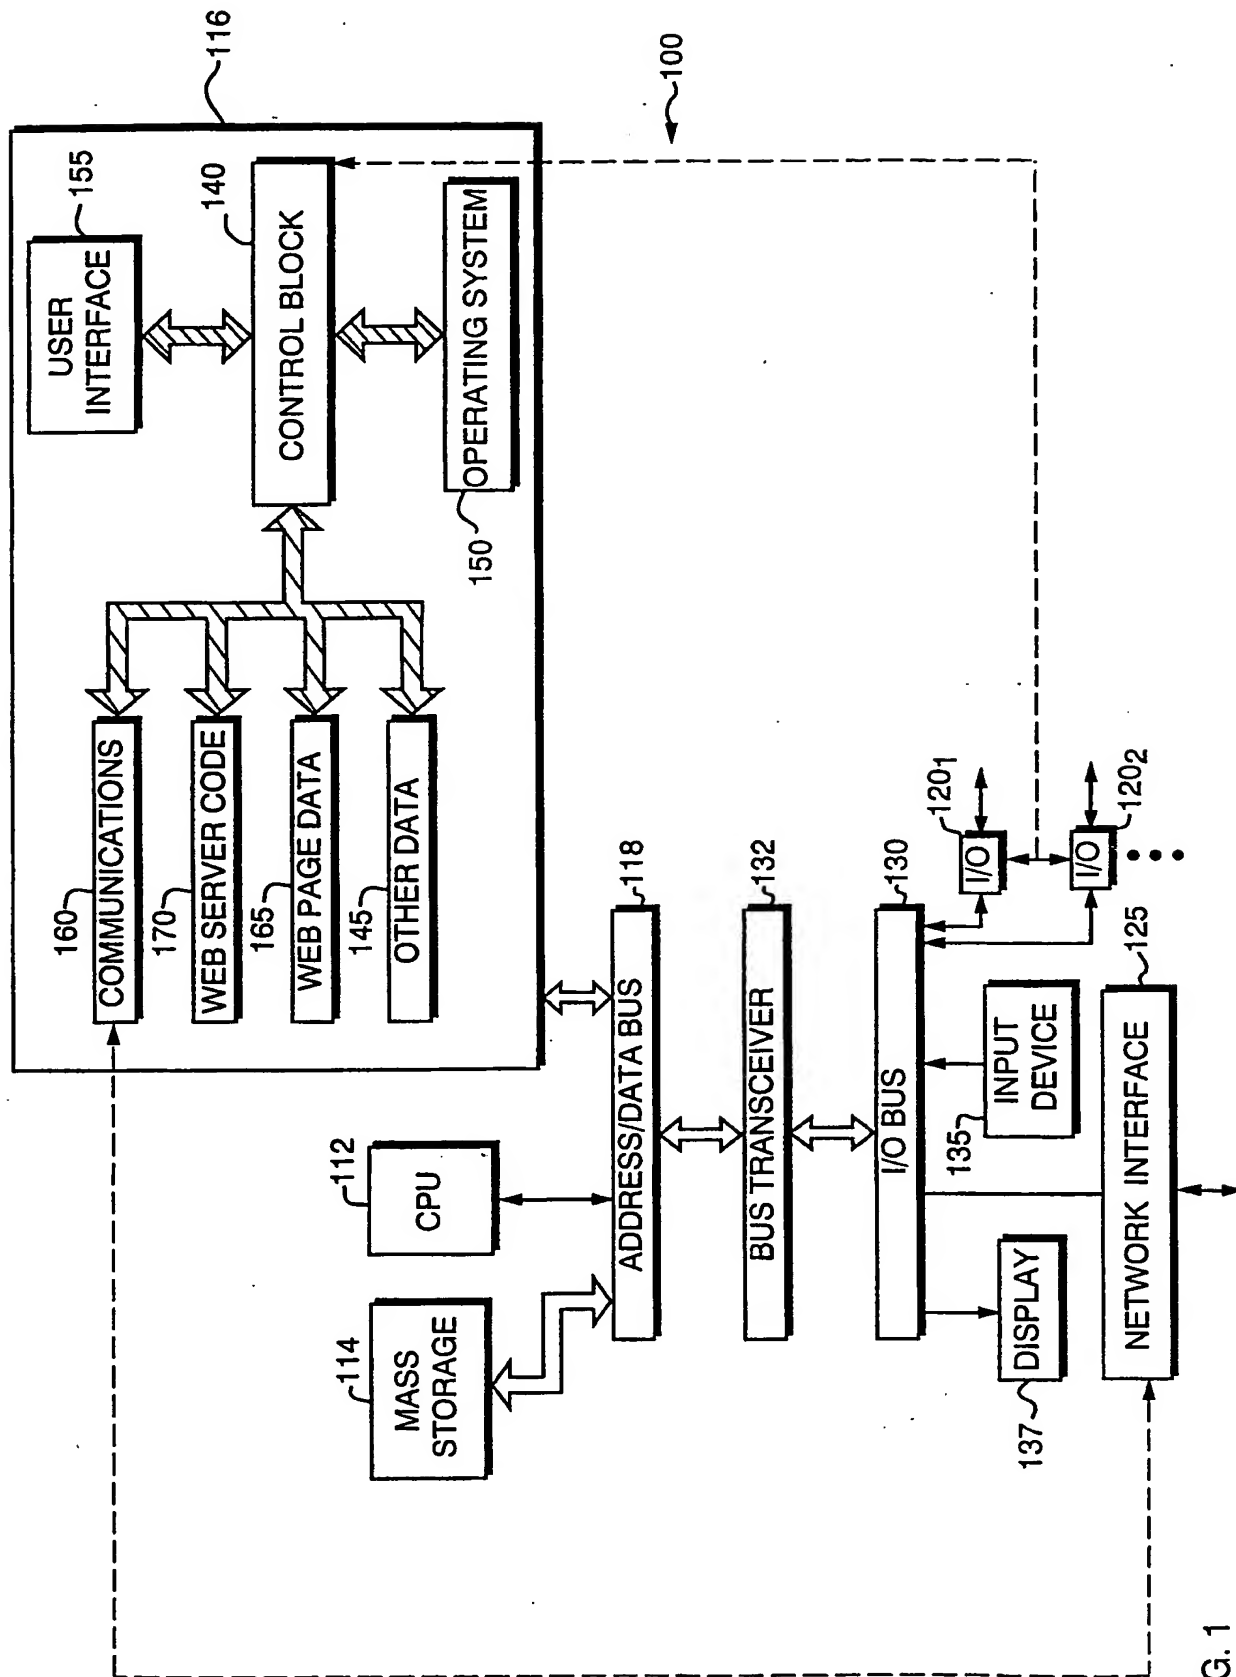 116
100
USER
INTERFACE
155
CONTROL BLOCK
140
OPERATING SYSTEM
150
COMMUNICATIONS
160
WEB SERVER CODE
170
WEB PAGE DATA
165
OTHER DATA
145
MASS
STORAGE
114
CPU
112
ADDRESS/DATA BUS
118
BUS TRANSCEIVER
132
I/O BUS
130
I/O
120₁
I/O
120₂
INPUT
DEVICE
135
DISPLAY
137
NETWORK INTERFACE
125
G. 1